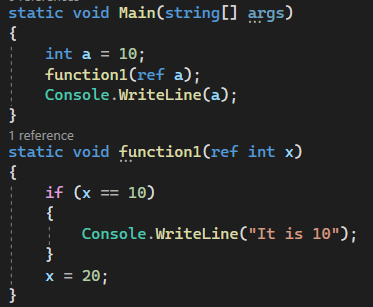 static void Main(string[] args)
{
int a = 10;
function1(ref a);
Console.WriteLine(a);
}
1 reference
static void function1(ref int x)
{
if (x == 10)
{
Console.WriteLine("It is 10");
}
x = 20;
}